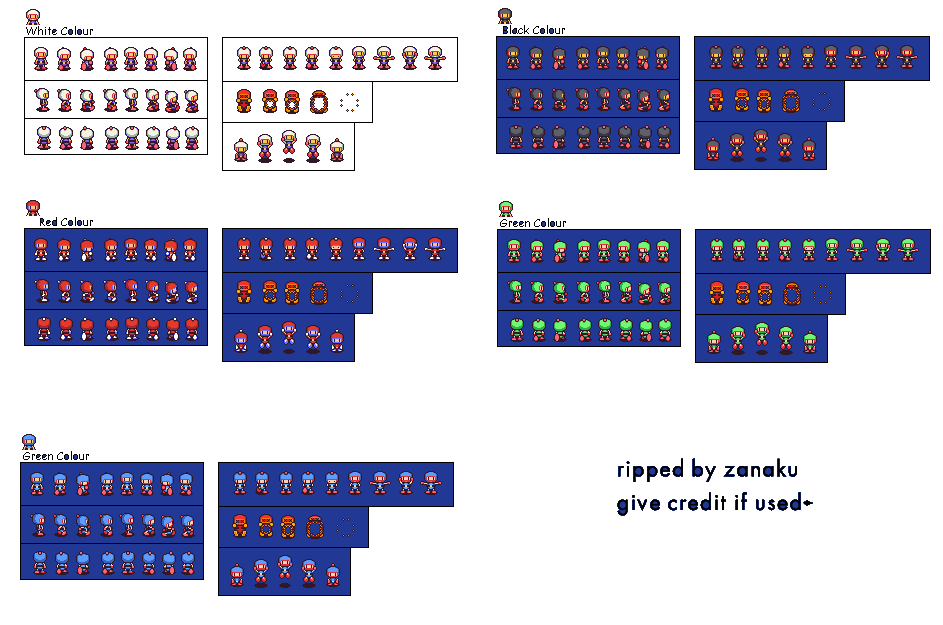 White Colour
Black Colour
Red Colour
Green Colour
Green Colour
ripped by zanaku
give credit if used